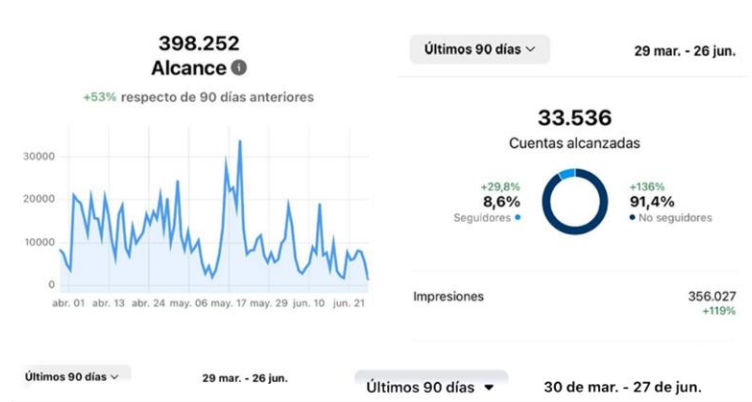 398.252
Alcance
+53% respecto de 90 días anteriores
30000
20000
10000
0
abr. 01 abr. 13 abr. 24 may. 06 may. 17 may. 29 jun. 10 jun. 21
Últimos 90 días
29 mar. - 26 jun.
33.536
Cuentas alcanzadas
+29,8%
8,6%
Seguidores
+136%
91,4%
No seguidores
Impresiones
356.027
+119%
Últimos 90 días
29 mar. - 26 jun.
Últimos 90 días
30 de mar. - 27 de jun.